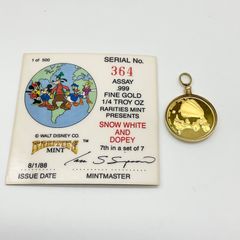 1 of 500
SERIAL No.
364
ASSAY
.999
FINE GOLD
1/4 TROY OZ
RARITIES MINT
PRESENTS
SNOW WHITE
AND
DOPEY
7th in a set of 7
© WALT DISNEY CO.
RARITIES
MINT
8/1/88
ISSUE DATE
MINTMASTER